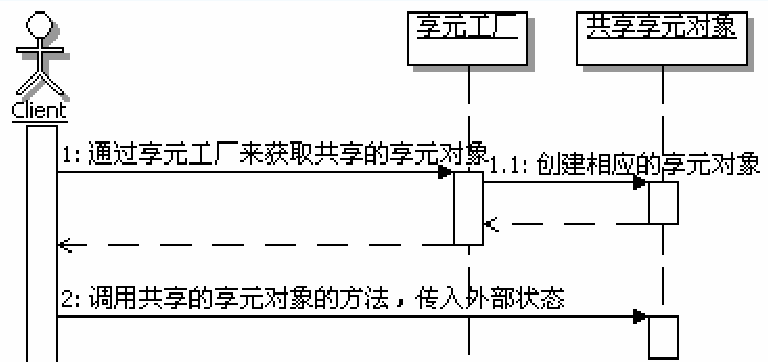 享元工厂
共享享元对象
Client
1: 通过享元工厂来获取共享的享元对象
1.1: 创建相应的享元对象
2: 调用共享的享元对象的方法，传入外部状态